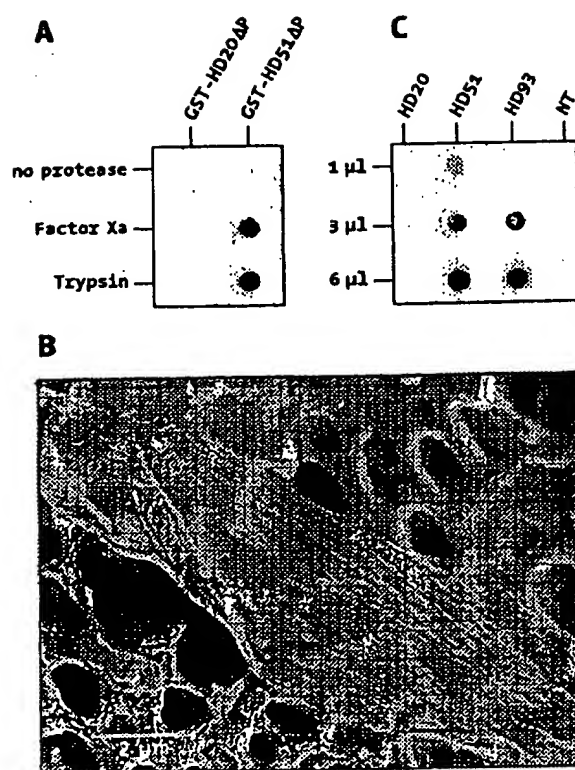 A
C
GST-HD20ΔP
GST-HD51ΔP
HD20
HD51
HD93
NT
no protease
Factor Xa
Trypsin
1 µl
3 µl
6 µl
B
2 µm